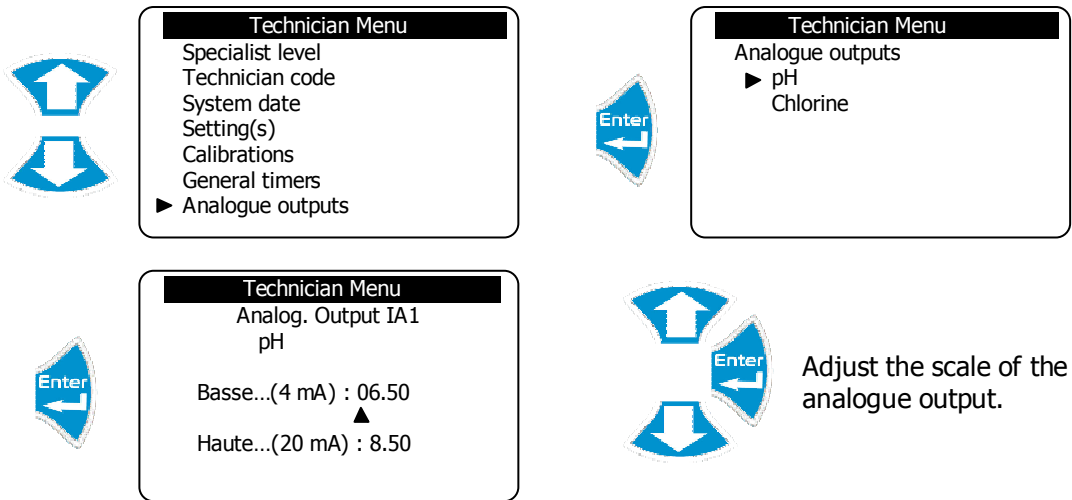 Technician Menu
Specialist level
Technician code
System date
Setting(s)
Calibrations
General timers
Analogue outputs
Enter
Technician Menu
Analogue outputs
pH
Chlorine
Enter
Technician Menu
Analog. Output IA1
pH
Basse...(4 mA) : 06.50
Haute...(20 mA) : 8.50
Enter
Adjust the scale of the
analogue output.